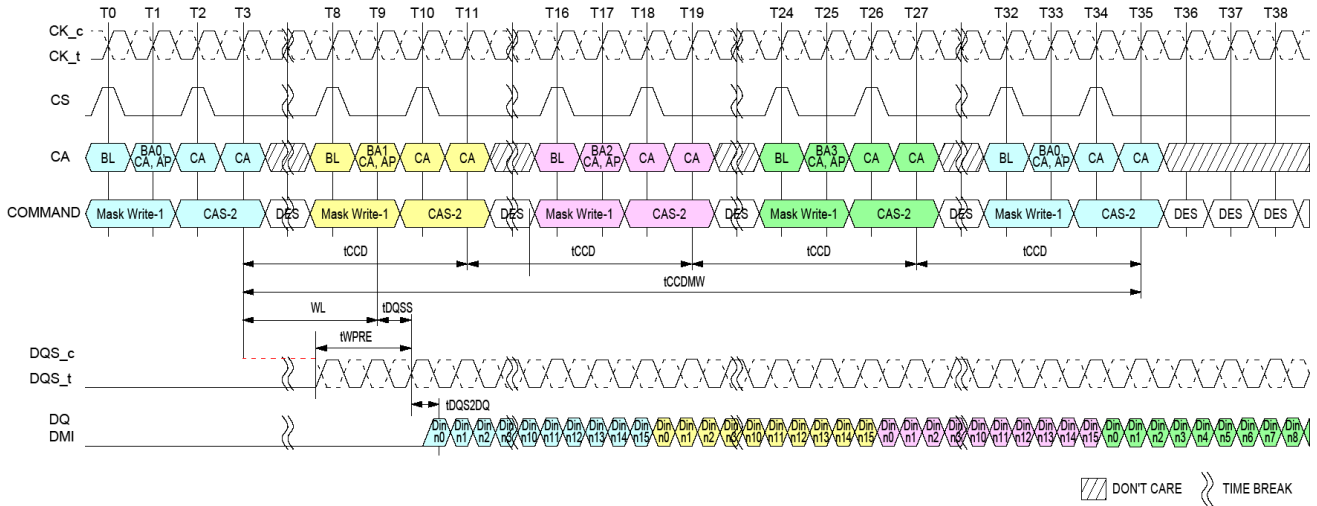 T0 T1 T2 T3 T8 T9 T10 T11 T16 T17 T18 T19 T24 T25 T26 T27 T32 T33 T34 T35 T36 T37 T38
CK_c
CK_t
CS
CA BL BA0, CA, AP CA CA BL BA1 CA, AP CA CA BL BA2 CA, AP CA CA BL BA3 CA, AP CA CA BL BA0, CA, AP CA CA
COMMAND Mask Write-1 CAS-2 DES Mask Write-1 CAS-2 DES Mask Write-1 CAS-2 DES Mask Write-1 CAS-2 DES Mask Write-1 CAS-2 DES DES DES
tCCD tCCD tCCD tCCD
tCCDMW
WL tDQSS
tWPRE
DQS_c
DQS_t
tDQS2DQ
DQ
DMI
Din n0 Din n1 Din n2 Din n3 Din n10 Din n11 Din n12 Din n13 Din n14 Din n15 Din n0 Din n1 Din n2 Din n3 Din n10 Din n11 Din n12 Din n13 Din n14 Din n15 Din n0 Din n1 Din n2 Din n3 Din n10 Din n11 Din n12 Din n13 Din n14 Din n15 Din n0 Din n1 Din n2 Din n3 Din n4 Din n5 Din n6 Din n7 Din n8
DON'T CARE TIME BREAK